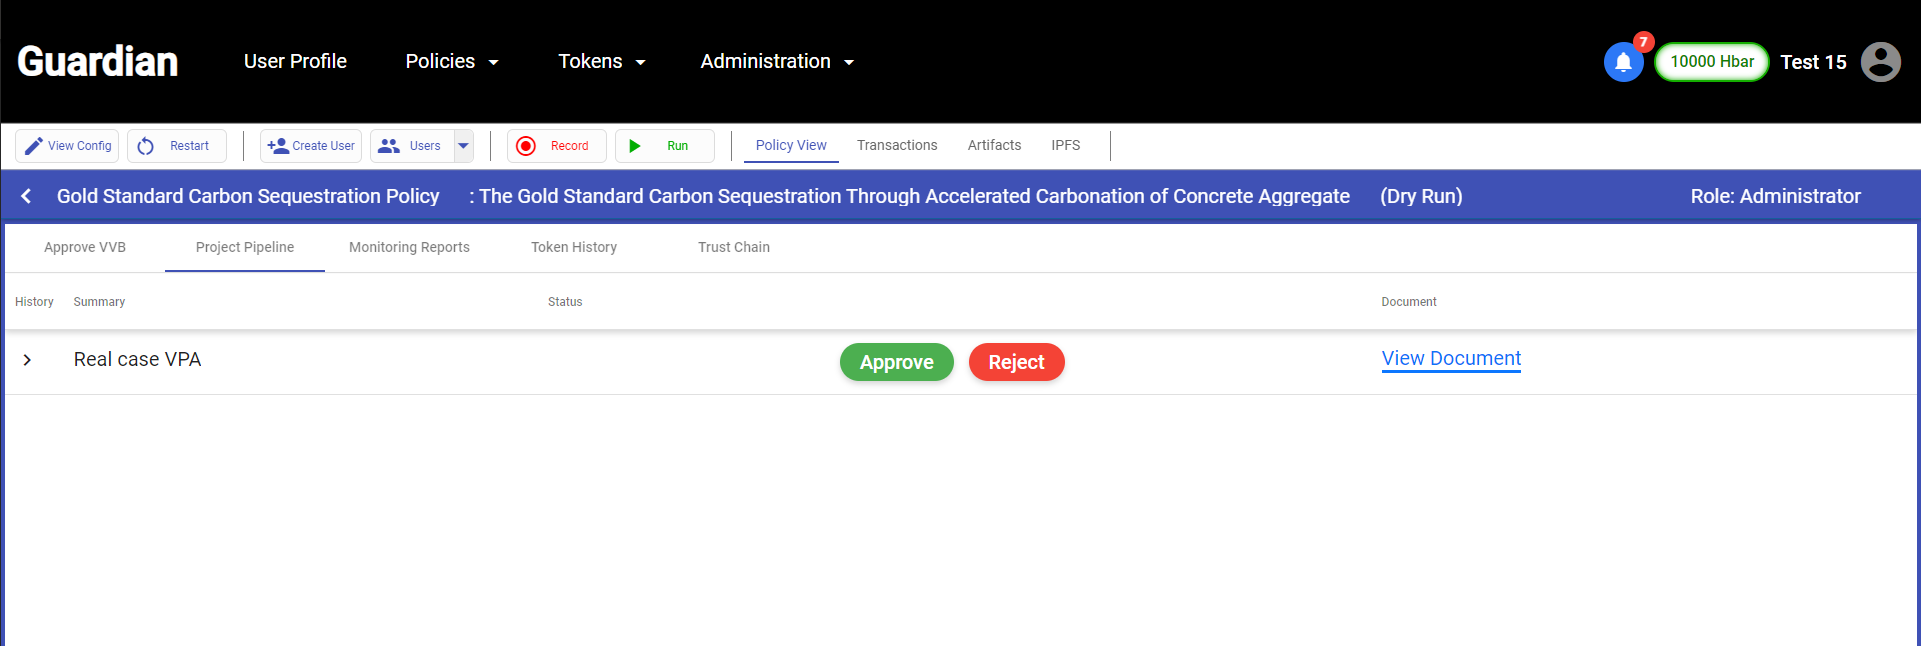 Guardian User Profile Policies Tokens Administration 7 10000 Hbar Test 15
View Config Restart Create User Users Record Run Policy View Transactions Artifacts IPFS
Gold Standard Carbon Sequestration Policy : The Gold Standard Carbon Sequestration Through Accelerated Carbonation of Concrete Aggregate (Dry Run) Role: Administrator
Approve VVB Project Pipeline Monitoring Reports Token History Trust Chain
History Summary Status Document
Real case VPA Approve Reject View Document